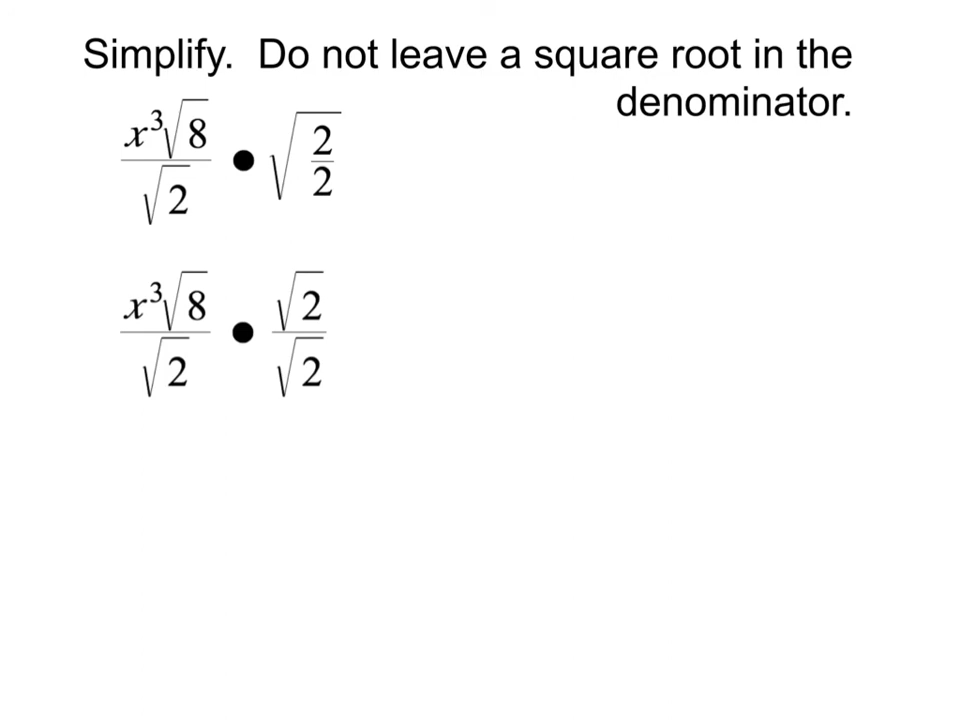 Simplify.  Do not leave a square root in the
denominator.
x³√8 / √2 • √(2/2)
x³√8 / √2 • √2 / √2